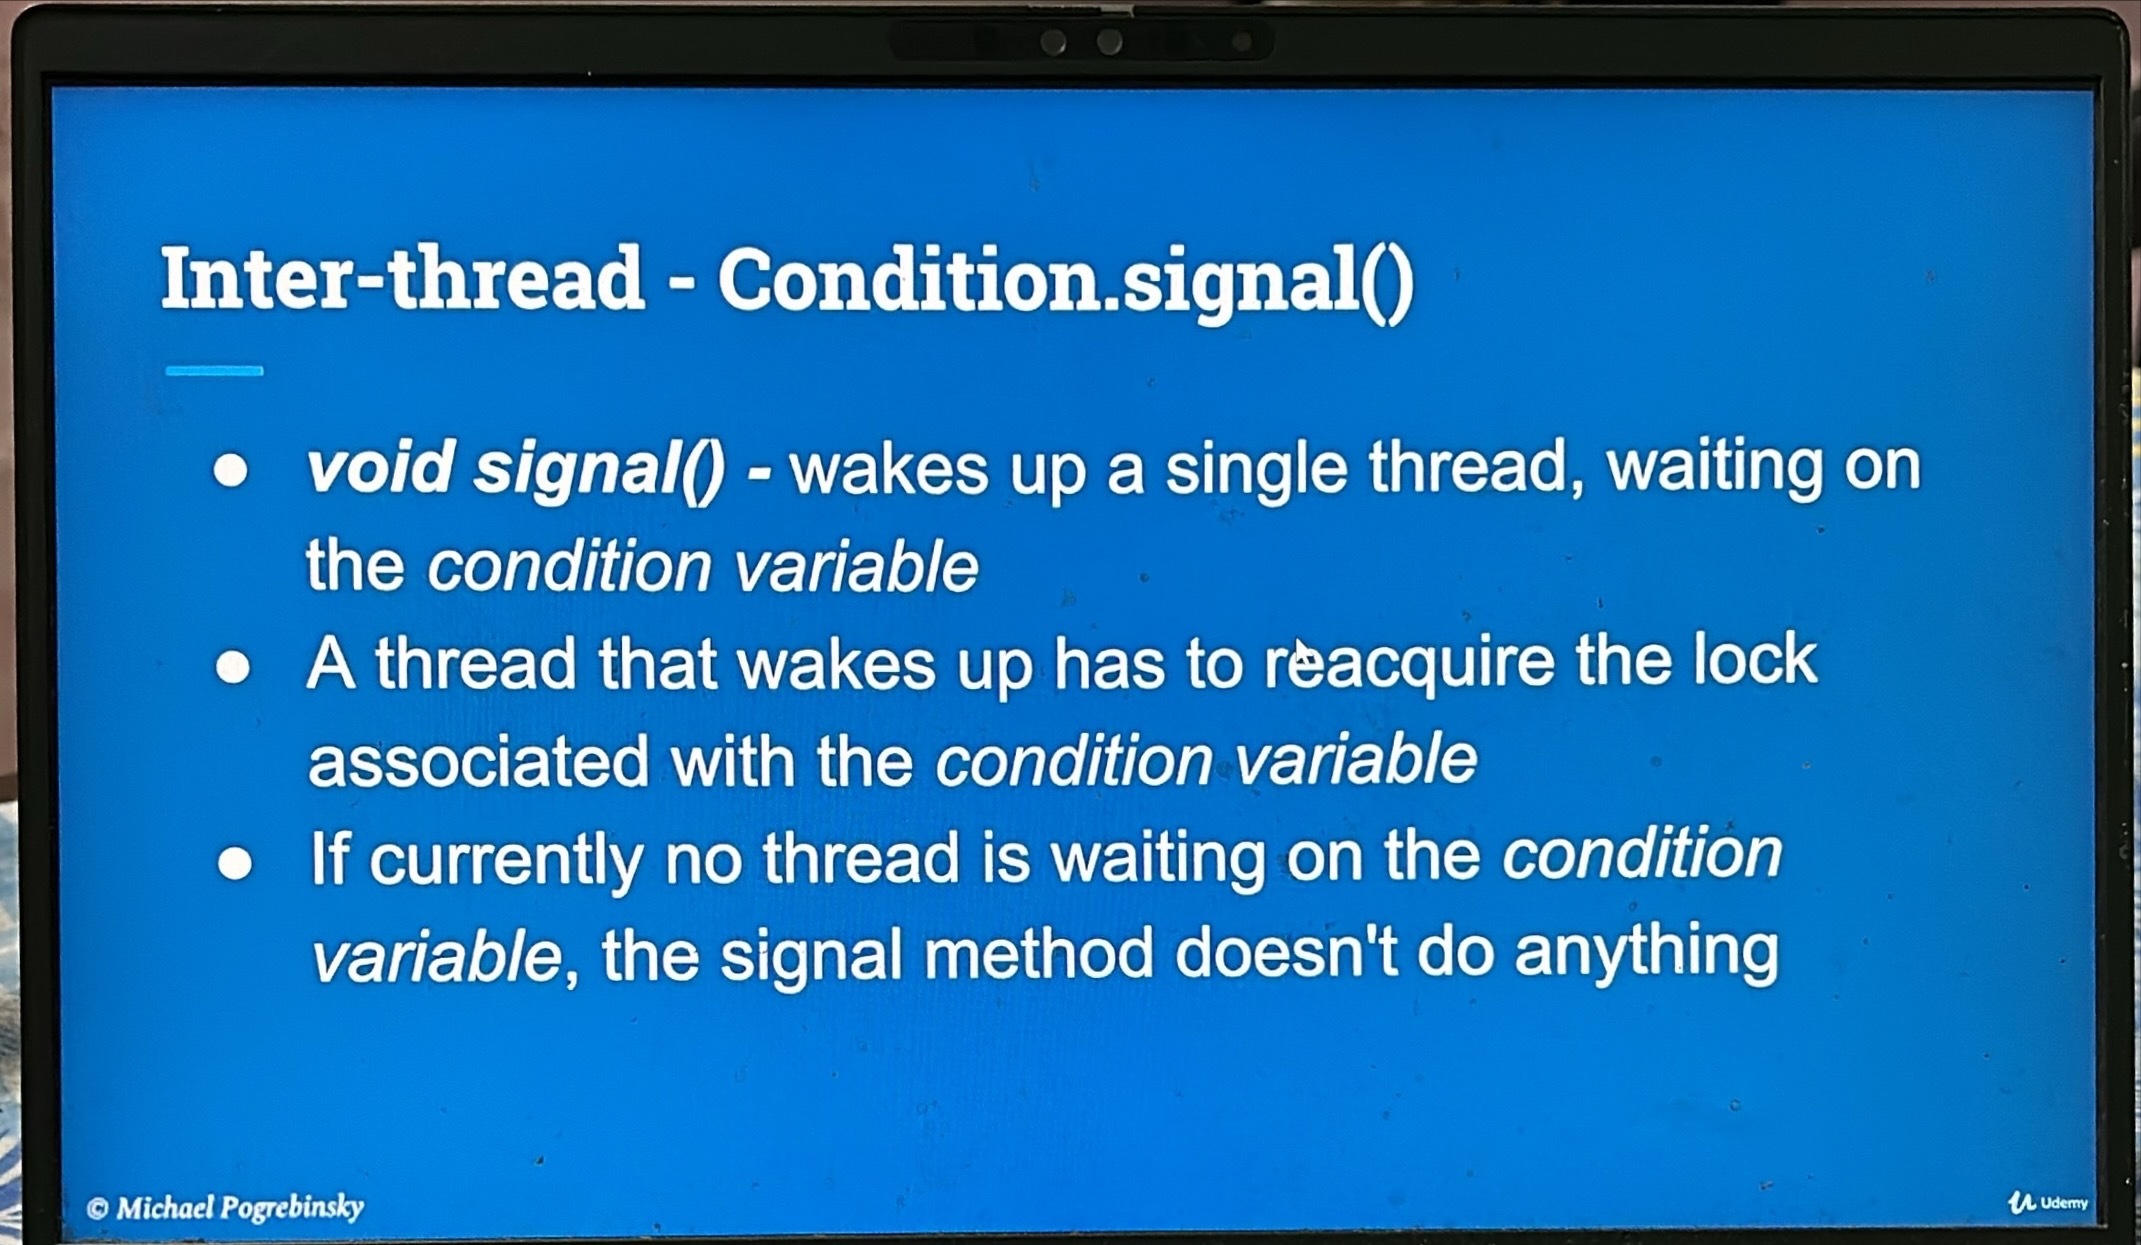 Inter-thread - Condition.signal()
● void signal() - wakes up a single thread, waiting on
the condition variable
● A thread that wakes up has to reacquire the lock
associated with the condition variable
● If currently no thread is waiting on the condition
variable, the signal method doesn't do anything
© Michael Pogrebinsky
Udemy